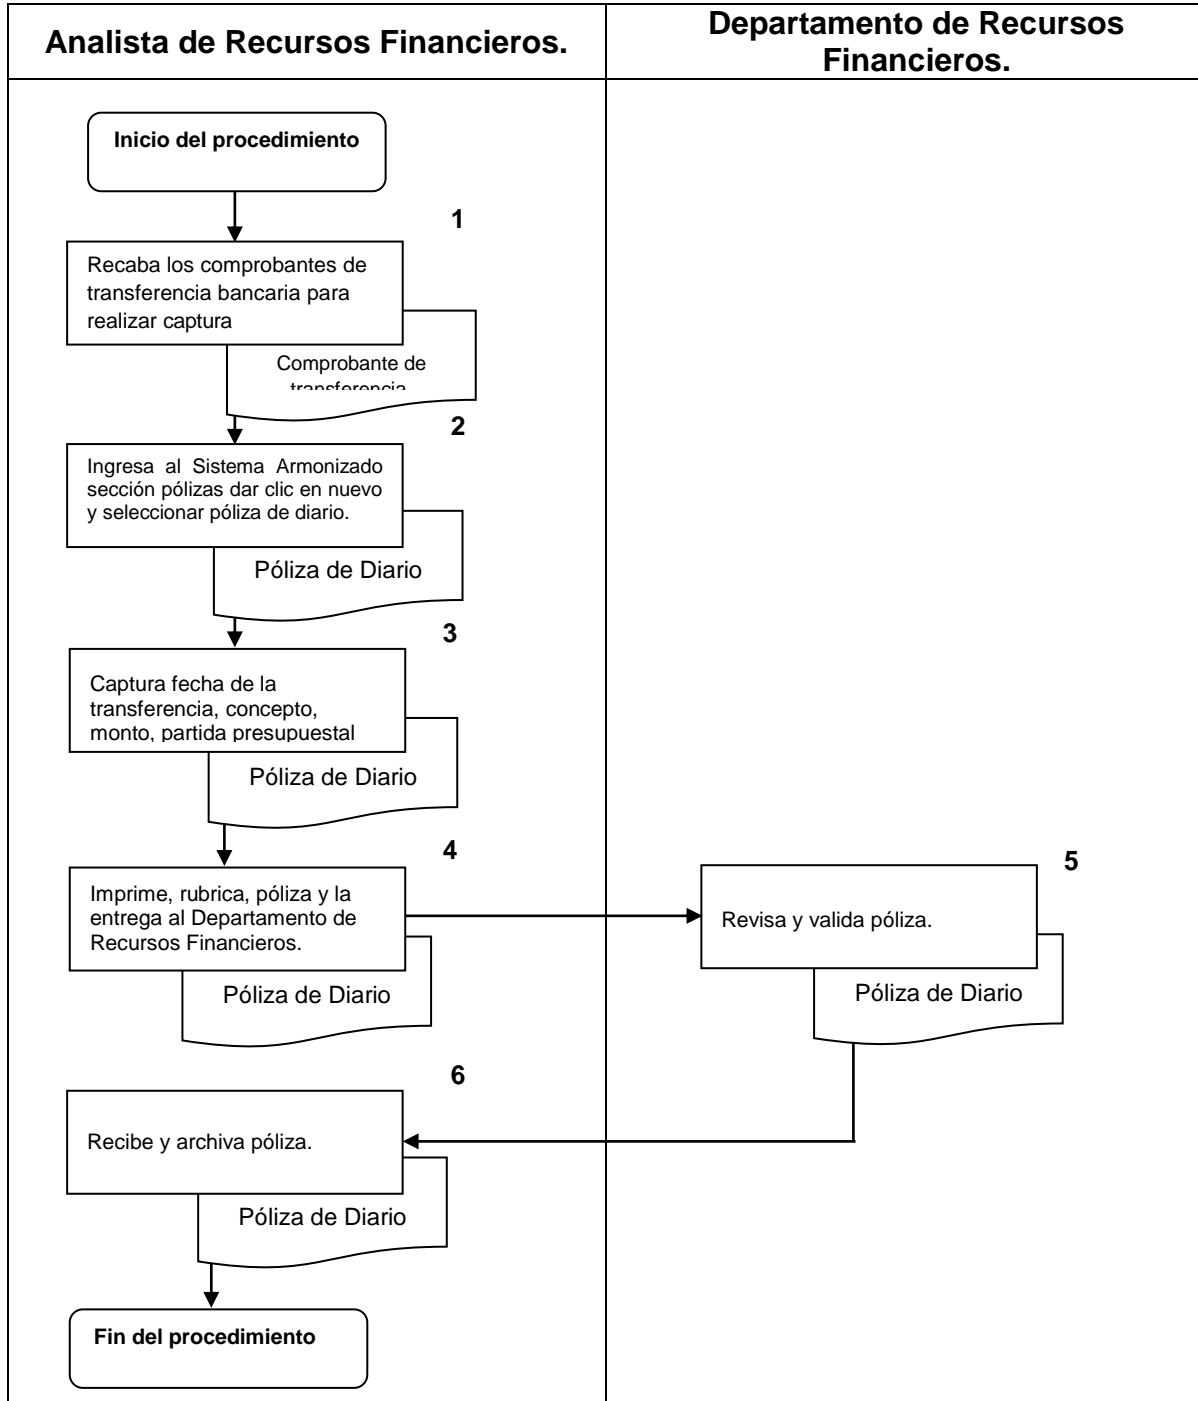 Analista de Recursos Financieros.
Departamento de Recursos
Financieros.
Inicio del procedimiento
1
Recaba los comprobantes de
transferencia bancaria para
realizar captura
Comprobante de
transferencia
2
Ingresa al Sistema Armonizado
sección pólizas dar clic en nuevo
y seleccionar póliza de diario.
Póliza de Diario
3
Captura fecha de la
transferencia, concepto,
monto, partida presupuestal
Póliza de Diario
4
Imprime, rubrica, póliza y la
entrega al Departamento de
Recursos Financieros.
Póliza de Diario
5
Revisa y valida póliza.
Póliza de Diario
6
Recibe y archiva póliza.
Póliza de Diario
Fin del procedimiento